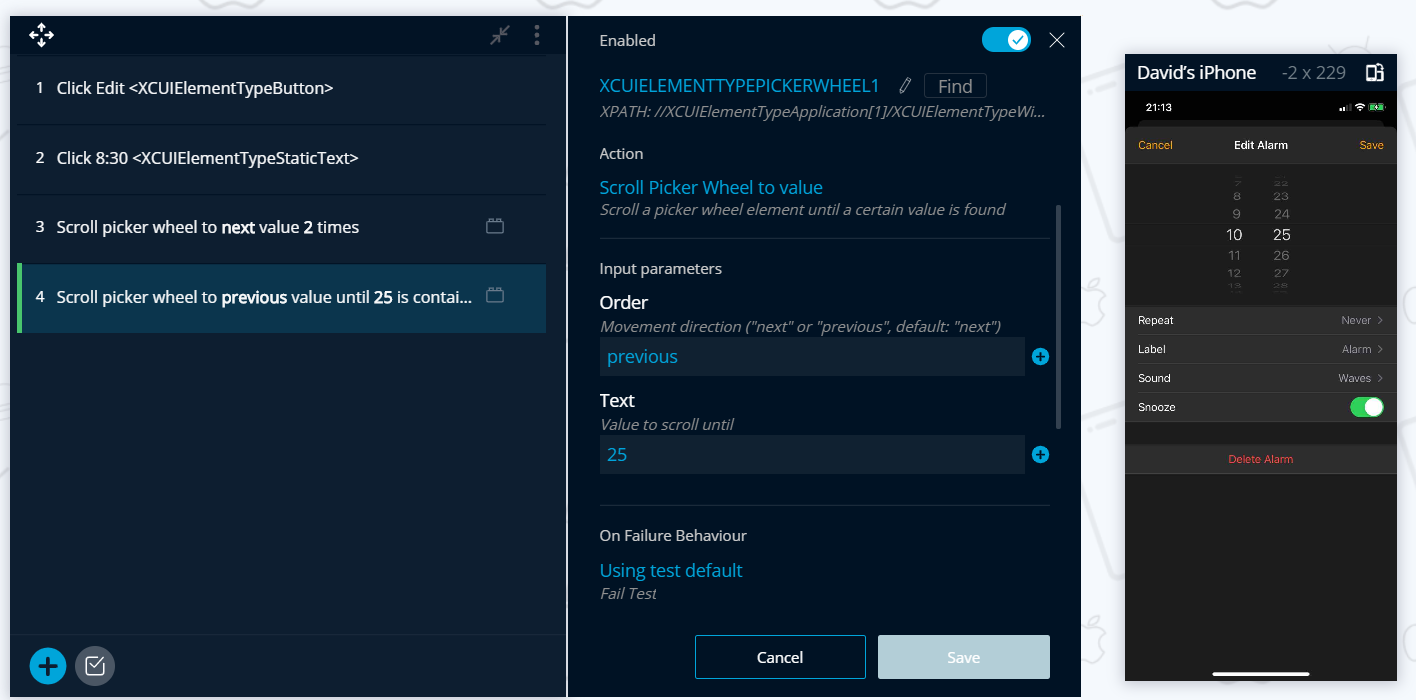 1 Click Edit <XCUIElementTypeButton>
2 Click 8:30 <XCUIElementTypeStaticText>
3 Scroll picker wheel to next value 2 times
4 Scroll picker wheel to previous value until 25 is contai...
Enabled
XCUIELEMENTTYPEPICKERWHEEL1 Find
XPATH: //XCUIElementTypeApplication[1]/XCUIElementTypeWi...
Action
Scroll Picker Wheel to value
Scroll a picker wheel element until a certain value is found
Input parameters
Order
Movement direction ("next" or "previous", default: "next")
previous
Text
Value to scroll until
25
On Failure Behaviour
Using test default
Fail Test
Cancel Save
David's iPhone -2 x 229
21:13
Cancel Edit Alarm Save
7 22
8 23
9 24
10 25
11 26
12 27
13 28
Repeat Never
Label Alarm
Sound Waves
Snooze
Delete Alarm